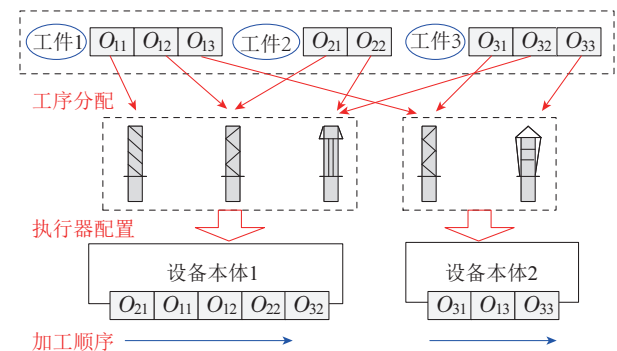 工件1 O11 O12 O13 工件2 O21 O22 工件3 O31 O32 O33
工序分配
执行器配置
设备本体1 设备本体2
O21 O11 O12 O22 O32 O31 O13 O33
加工顺序